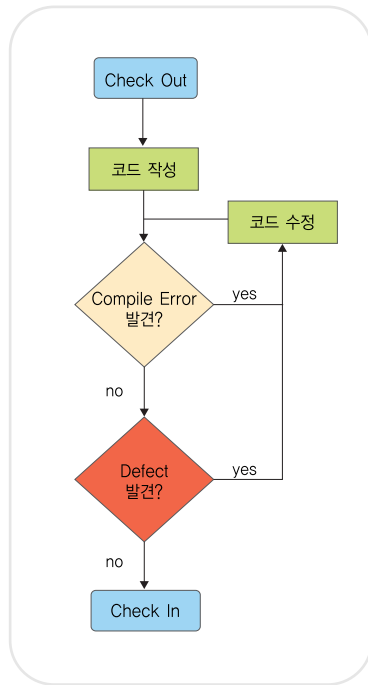 Check Out
코드 작성
코드 수정
Compile Error
발견?
yes
no
Defect
발견?
yes
no
Check In